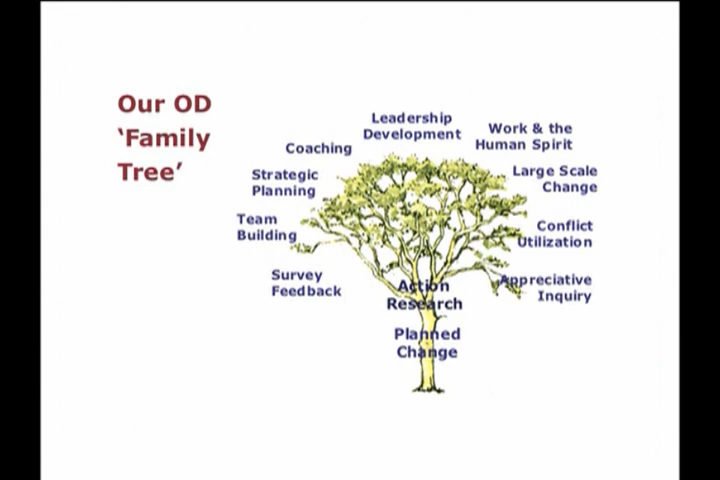 Our OD
‘Family
Tree’
Leadership
Development
Work & the
Human Spirit
Coaching
Large Scale
Change
Strategic
Planning
Team
Building
Conflict
Utilization
Survey
Feedback
Appreciative
Inquiry
Action
Research
Planned
Change